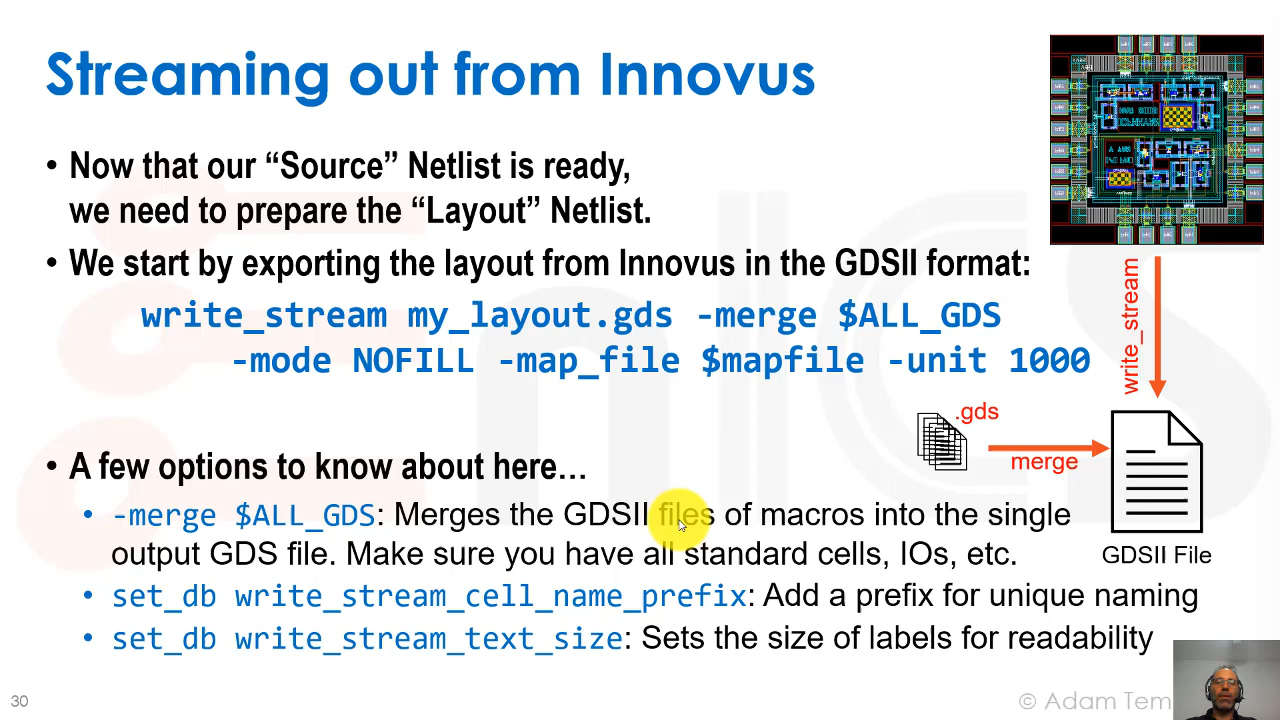 Streaming out from Innovus
• Now that our “Source” Netlist is ready,
we need to prepare the “Layout” Netlist.
• We start by exporting the layout from Innovus in the GDSII format:
write_stream my_layout.gds -merge $ALL_GDS
-mode NOFILL -map_file $mapfile -unit 1000
write_stream
.gds
merge
GDSII File
• A few options to know about here…
• -merge $ALL_GDS: Merges the GDSII files of macros into the single
output GDS file. Make sure you have all standard cells, IOs, etc.
• set_db write_stream_cell_name_prefix: Add a prefix for unique naming
• set_db write_stream_text_size: Sets the size of labels for readability
30
© Adam Tem